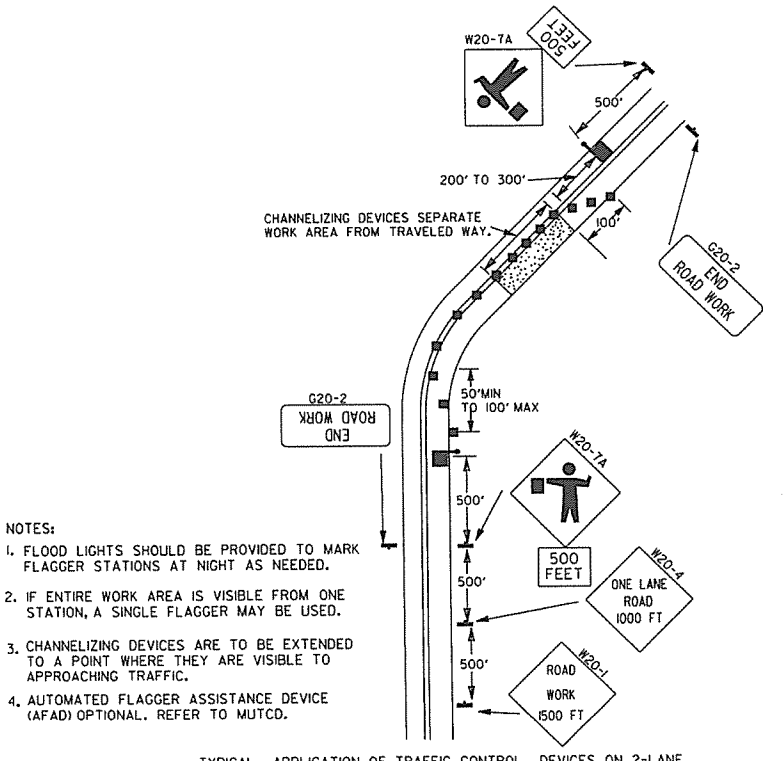 W20-7A
500
FEET
500'
200' TO 300'
CHANNELIZING DEVICES SEPARATE
WORK AREA FROM TRAVELED WAY.
100'
G20-2
END
ROAD WORK
50'MIN
TO 100' MAX
G20-2
END
ROAD WORK
500'
W20-7A
500
FEET
500'
W20-4
ONE LANE
ROAD
1000 FT
500'
W20-1
ROAD
WORK
1500 FT
NOTES:
1. FLOOD LIGHTS SHOULD BE PROVIDED TO MARK
FLAGGER STATIONS AT NIGHT AS NEEDED.
2. IF ENTIRE WORK AREA IS VISIBLE FROM ONE
STATION, A SINGLE FLAGGER MAY BE USED.
3. CHANNELIZING DEVICES ARE TO BE EXTENDED
TO A POINT WHERE THEY ARE VISIBLE TO
APPROACHING TRAFFIC.
4. AUTOMATED FLAGGER ASSISTANCE DEVICE
(AFAD) OPTIONAL. REFER TO MUTCD.
TYPICAL APPLICATION OF TRAFFIC CONTROL DEVICES ON 2-LANE